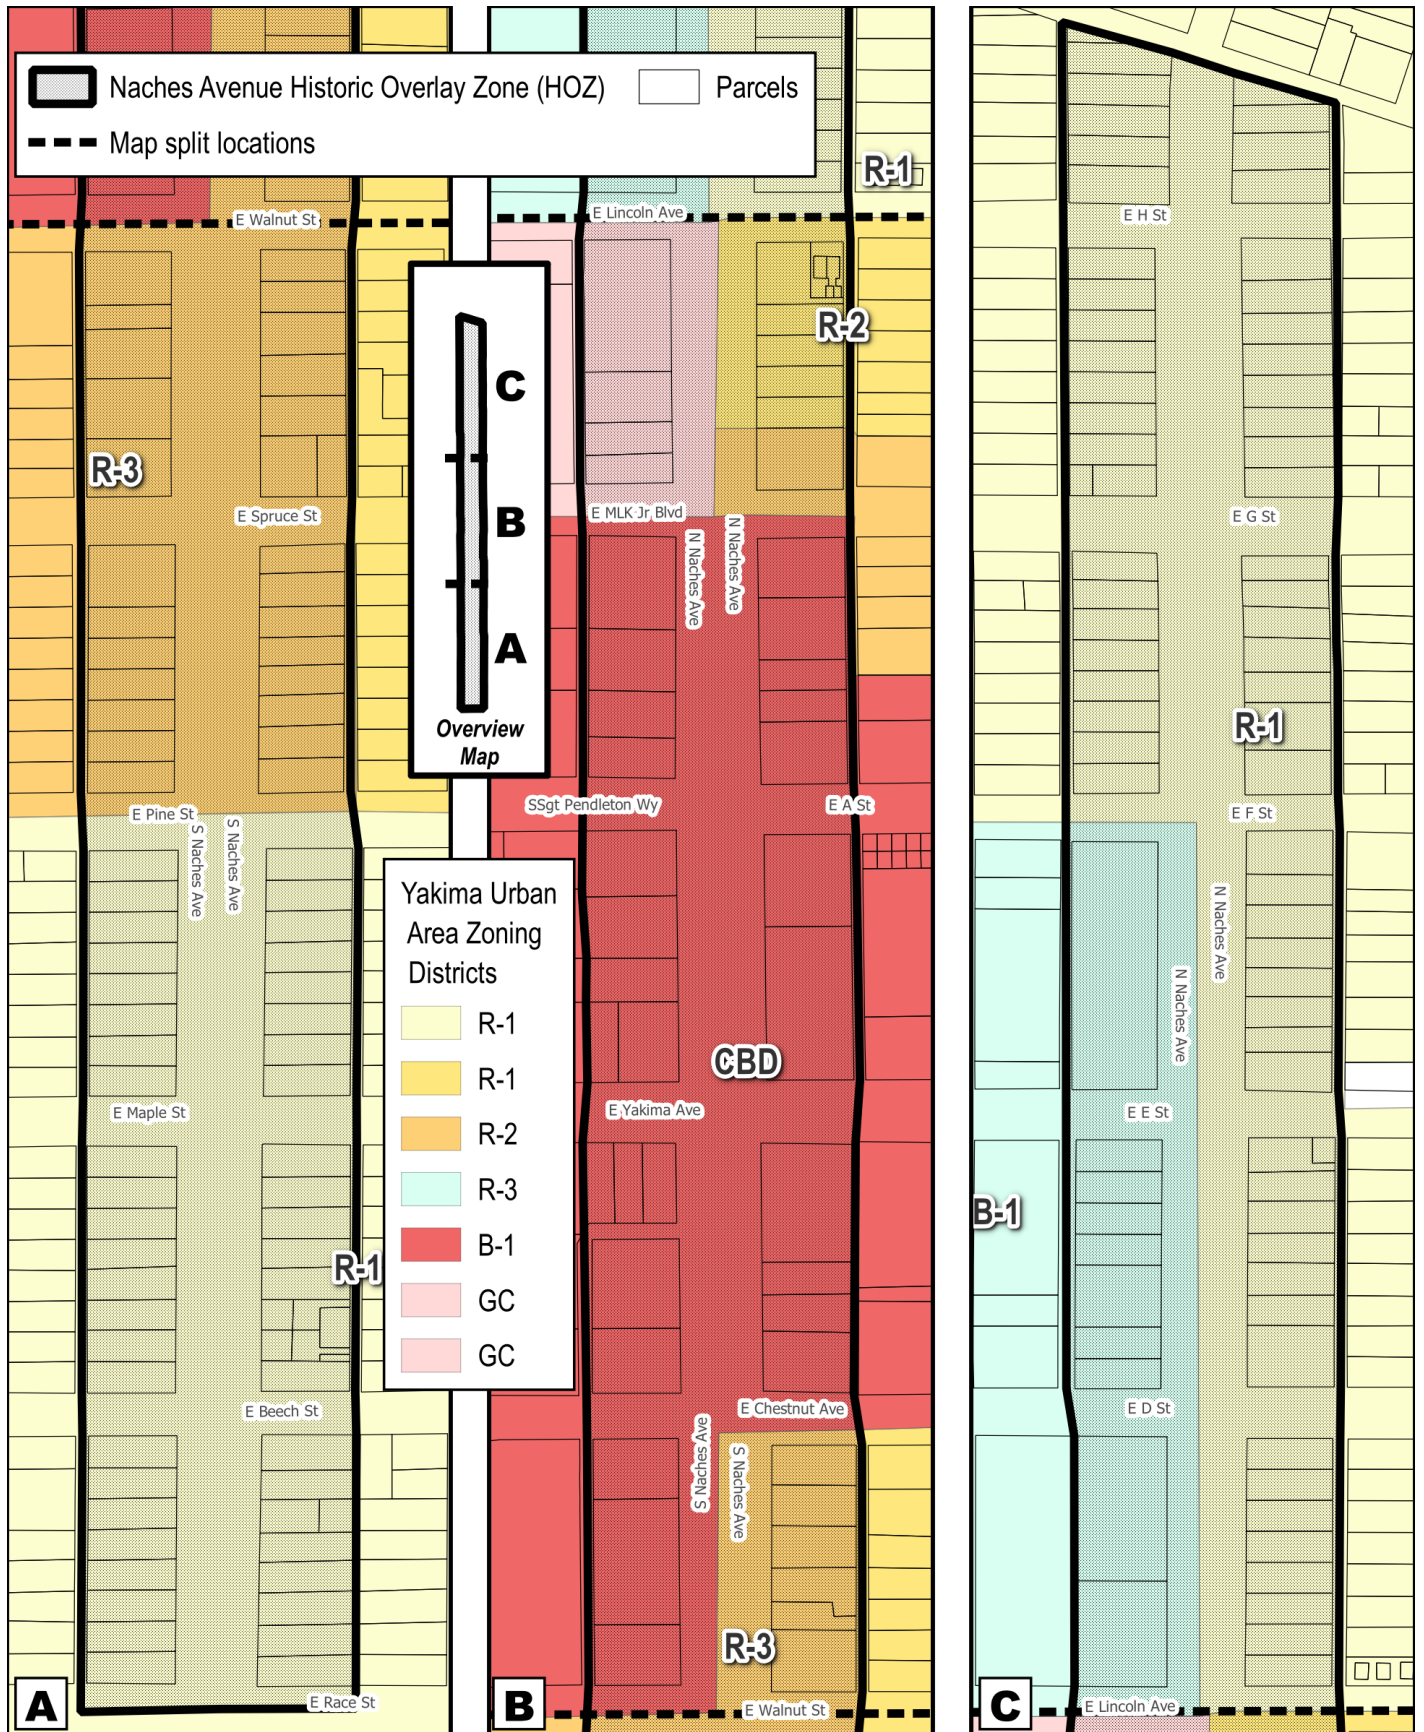 Naches Avenue Historic Overlay Zone (HOZ)
Parcels
Map split locations
E Walnut St
R-3
E Spruce St
E Pine St
S Naches Ave
S Naches Ave
E Maple St
R-1
E Beech St
E Race St
A
C
B
A
Overview
Map
Yakima Urban
Area Zoning
Districts
R-1
R-1
R-2
R-3
B-1
GC
GC
R-1
E Lincoln Ave
R-2
E MLK Jr Blvd
N Naches Ave
N Naches Ave
SSgt Pendleton Wy
E A St
CBD
E Yakima Ave
E Chestnut Ave
S Naches Ave
S Naches Ave
R-3
E Walnut St
B
E H St
E G St
R-1
E F St
N Naches Ave
N Naches Ave
E E St
B-1
E D St
E Lincoln Ave
C